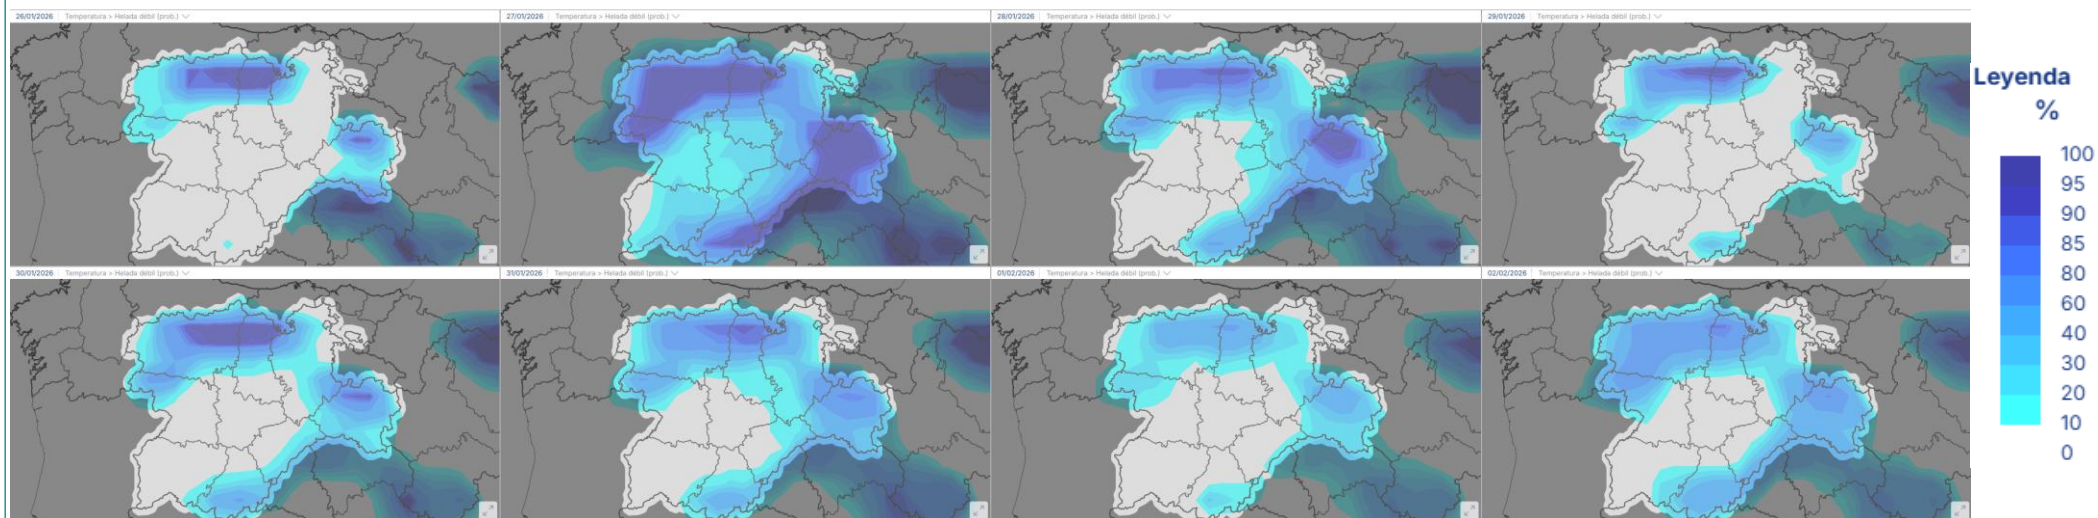 26/01/2026 Temperatura > Helada débil (prob.)
27/01/2026 Temperatura > Helada débil (prob.)
28/01/2026 Temperatura > Helada débil (prob.)
29/01/2026 Temperatura > Helada débil (prob.)
Leyenda
%
100
95
90
85
80
60
40
30
20
10
0
30/01/2026 Temperatura > Helada débil (prob.)
31/01/2026 Temperatura > Helada débil (prob.)
01/02/2026 Temperatura > Helada débil (prob.)
02/02/2026 Temperatura > Helada débil (prob.)